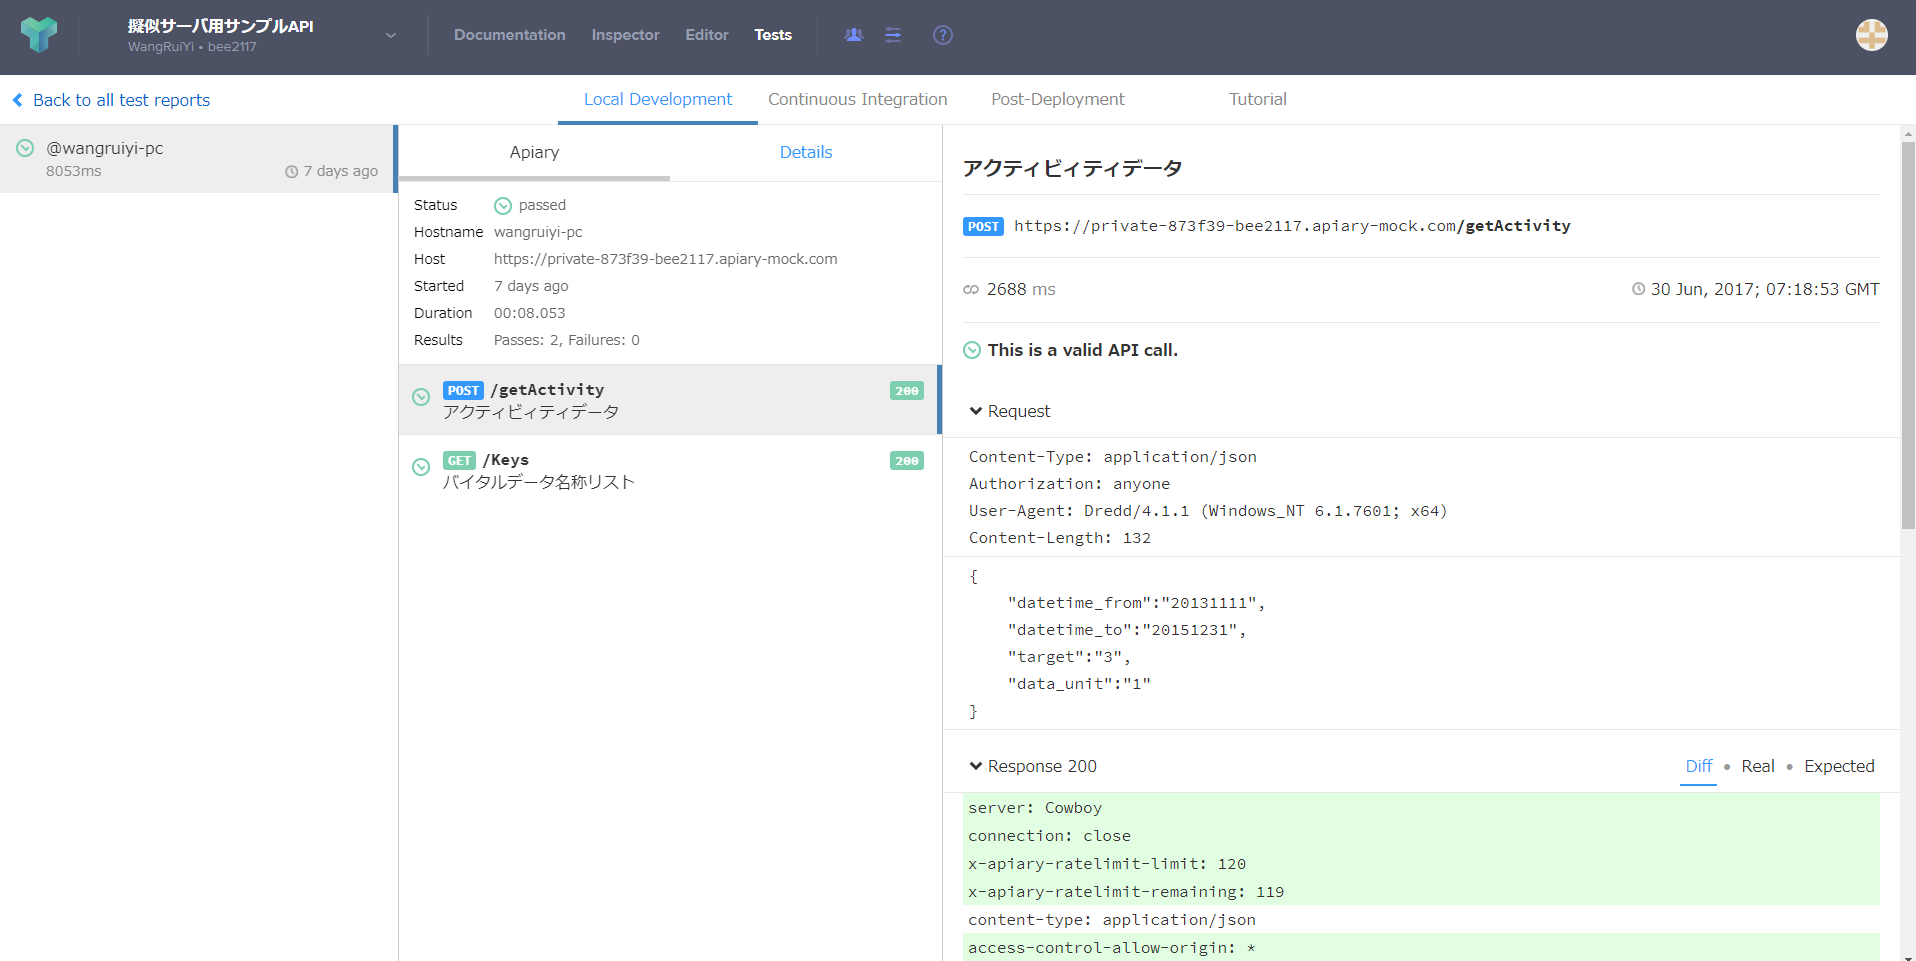 擬似サーバ用サンプルAPI
WangRuiYi • bee2117
Documentation Inspector Editor Tests
?
Back to all test reports
Local Development Continuous Integration Post-Deployment Tutorial
@wangruiyi-pc
8053ms 7 days ago
Apiary Details
Status passed
Hostname wangruiyi-pc
Host https://private-873f39-bee2117.apiary-mock.com
Started 7 days ago
Duration 00:08.053
Results Passes: 2, Failures: 0
POST /getActivity 200
アクティビィティデータ
GET /Keys 200
バイタルデータ名称リスト
アクティビィティデータ
POST https://private-873f39-bee2117.apiary-mock.com/getActivity
2688 ms 30 Jun, 2017; 07:18:53 GMT
This is a valid API call.
Request
Content-Type: application/json
Authorization: anyone
User-Agent: Dredd/4.1.1 (Windows_NT 6.1.7601; x64)
Content-Length: 132
{
"datetime_from":"20131111",
"datetime_to":"20151231",
"target":"3",
"data_unit":"1"
}
Response 200 Diff • Real • Expected
server: Cowboy
connection: close
x-apiary-ratelimit-limit: 120
x-apiary-ratelimit-remaining: 119
content-type: application/json
access-control-allow-origin: *